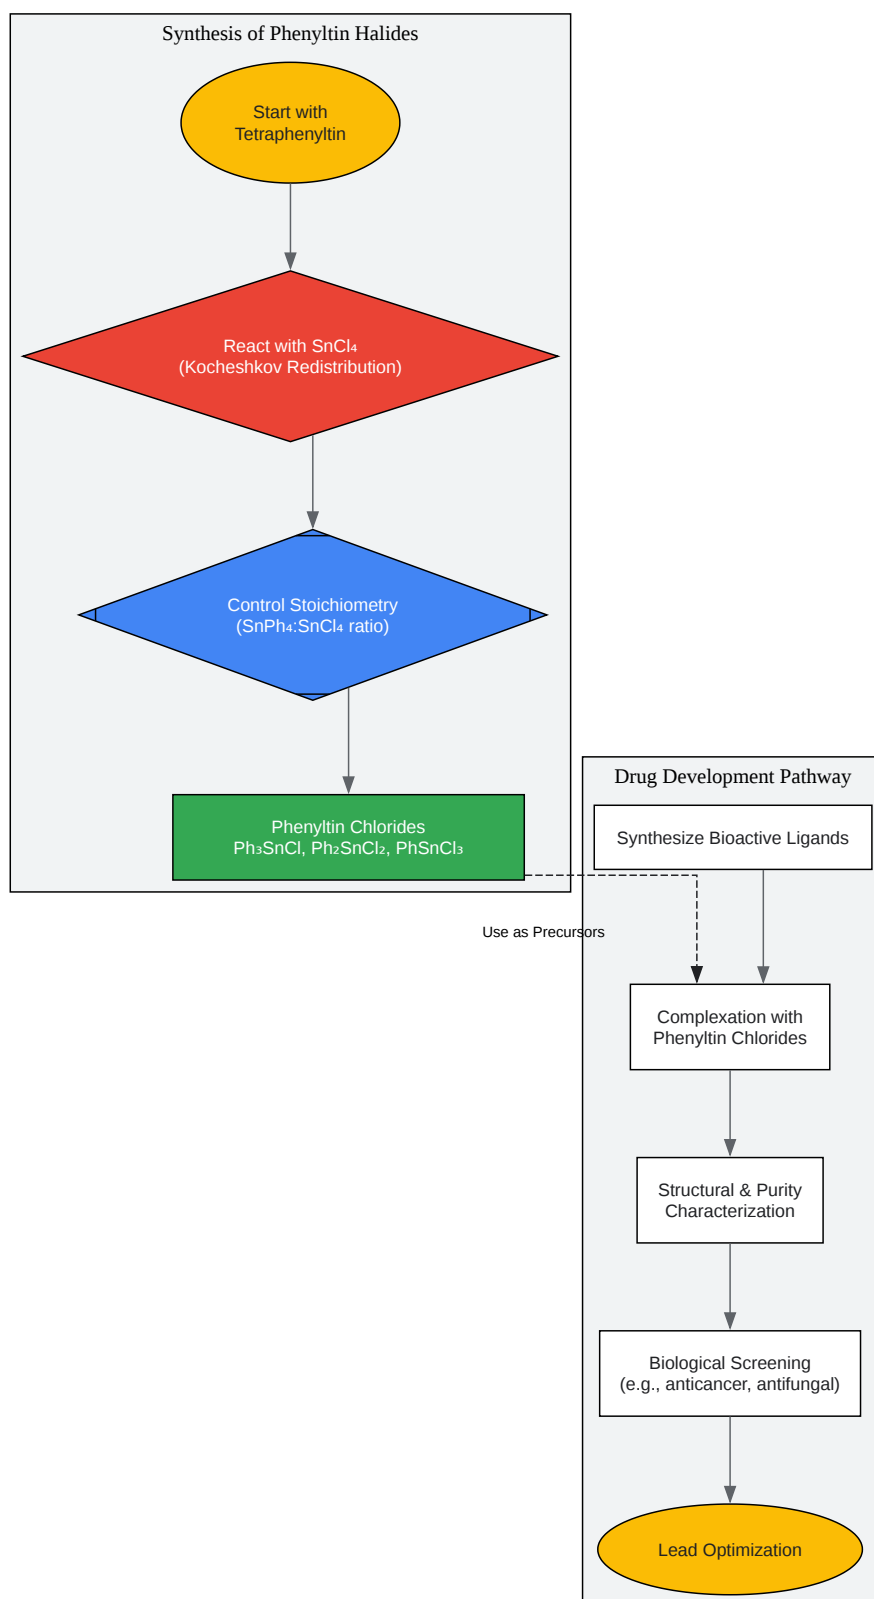 Synthesis of Phenyltin Halides
Start with
Tetraphenyltin
React with SnCl₄
(Kocheshkov Redistribution)
Control Stoichiometry
(SnPh₄:SnCl₄ ratio)
Phenyltin Chlorides
Ph₃SnCl, Ph₂SnCl₂, PhSnCl₃
Use as Precursors
Drug Development Pathway
Synthesize Bioactive Ligands
Complexation with
Phenyltin Chlorides
Structural & Purity
Characterization
Biological Screening
(e.g., anticancer, antifungal)
Lead Optimization